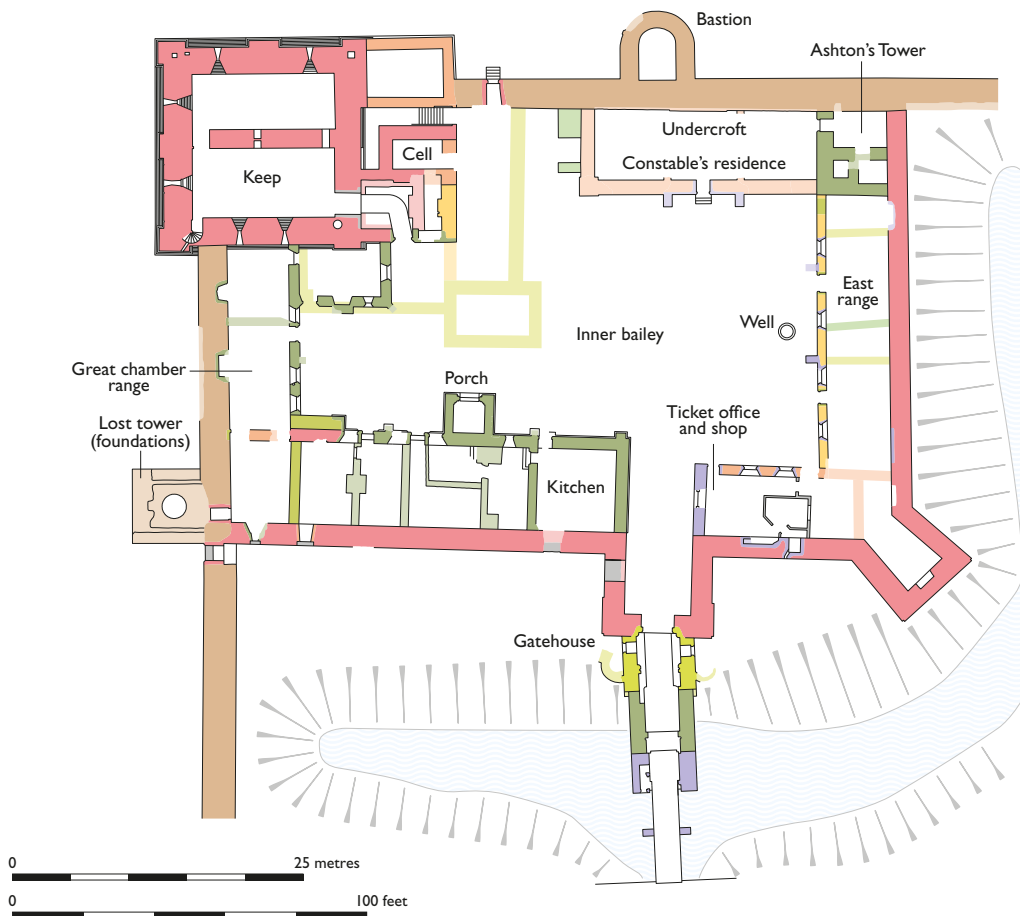 Bastion
Ashton's Tower
Undercroft
Cell
Constable's residence
Keep
East
range
Inner bailey
Well
Great chamber
range
Porch
Lost tower
(foundations)
Ticket office
and shop
Kitchen
Gatehouse
0
25 metres
0
100 feet